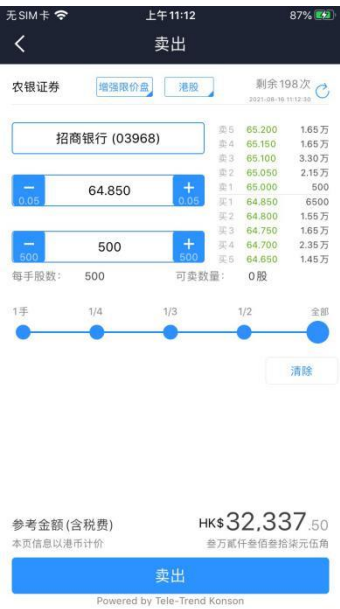 无SIM卡 上午11:12 87%
卖出
农银证券 增强限价盘 港股 剩余198次
2021-08-16 11:12:30
招商银行 (03968)
卖5 65.200 1.65万
卖4 65.150 1.65万
卖3 65.100 3.30万
卖2 65.050 2.15万
卖1 65.000 500
− 0.05 64.850 + 0.05
买1 64.850 6500
买2 64.800 1.55万
买3 64.750 1.65万
买4 64.700 2.35万
买5 64.650 1.45万
− 500 500 + 500
每手股数: 500 可卖数量: 0股
1手 1/4 1/3 1/2 全部
清除
参考金额(含税费) HK$32,337.50
本页信息以港币计价 叁万贰仟叁佰叁拾柒元伍角
卖出
Powered by Tele-Trend Konson